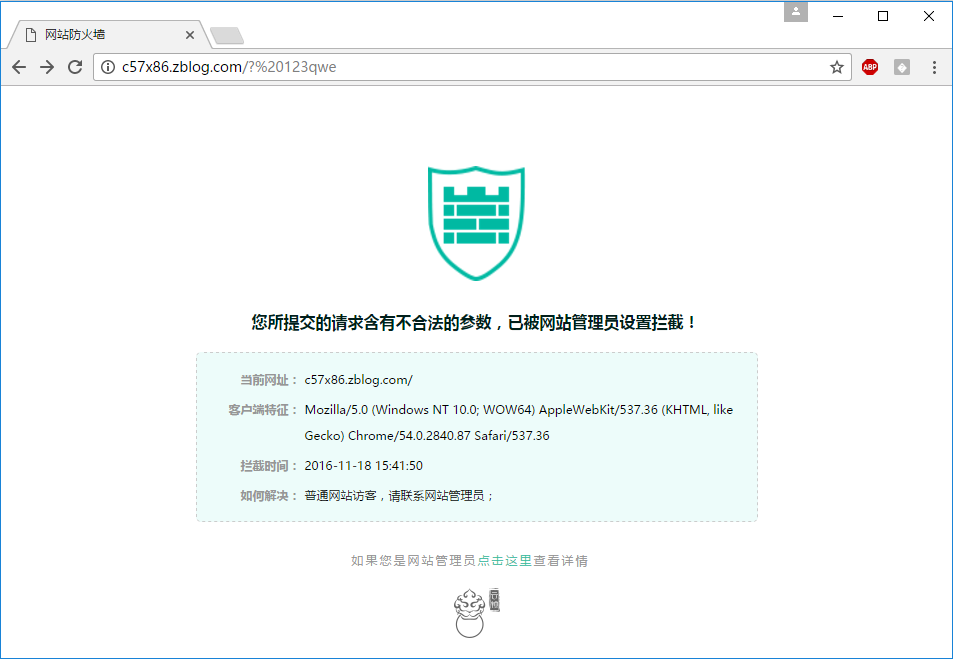 网站防火墙
c57x86.zblog.com/?%20123qwe
ABP
您所提交的请求含有不合法的参数，已被网站管理员设置拦截！
当前网址： c57x86.zblog.com/
客户端特征： Mozilla/5.0 (Windows NT 10.0; WOW64) AppleWebKit/537.36 (KHTML, like
Gecko) Chrome/54.0.2840.87 Safari/537.36
拦截时间： 2016-11-18 15:41:50
如何解决： 普通网站访客，请联系网站管理员；
如果您是网站管理员点击这里查看详情